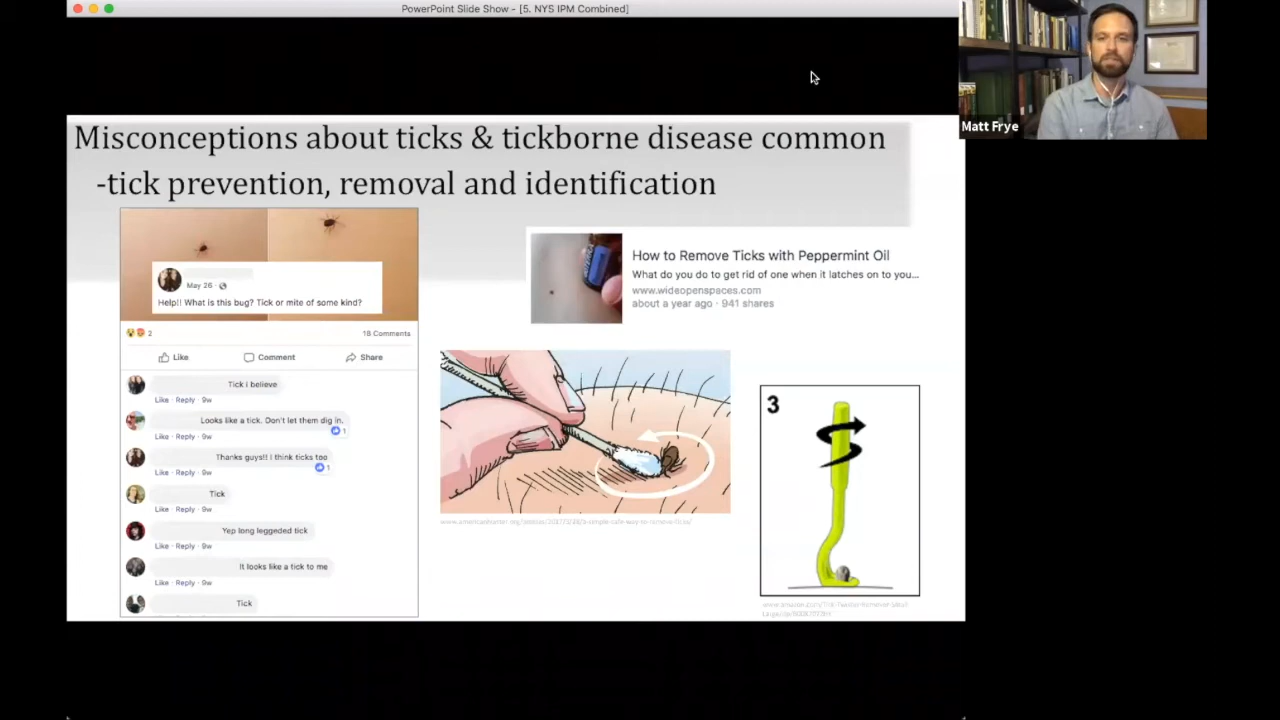 PowerPoint Slide Show - [5. NYS IPM Combined]
Matt Frye
Misconceptions about ticks & tickborne disease common
-tick prevention, removal and identification
May 26 ·
Help!! What is this bug? Tick or mite of some kind?
2
18 Comments
Like Comment Share
Tick i believe
Like · Reply · 9w
Looks like a tick. Don't let them dig in.
1
Like · Reply · 9w
Thanks guys!! I think ticks too
1
Like · Reply · 9w
Tick
Like · Reply · 9w
Yep long leggeded tick
Like · Reply · 9w
It looks like a tick to me
Like · Reply · 9w
Tick
How to Remove Ticks with Peppermint Oil
What do you do to get rid of one when it latches on to you...
www.wideopenspaces.com
about a year ago · 941 shares
3